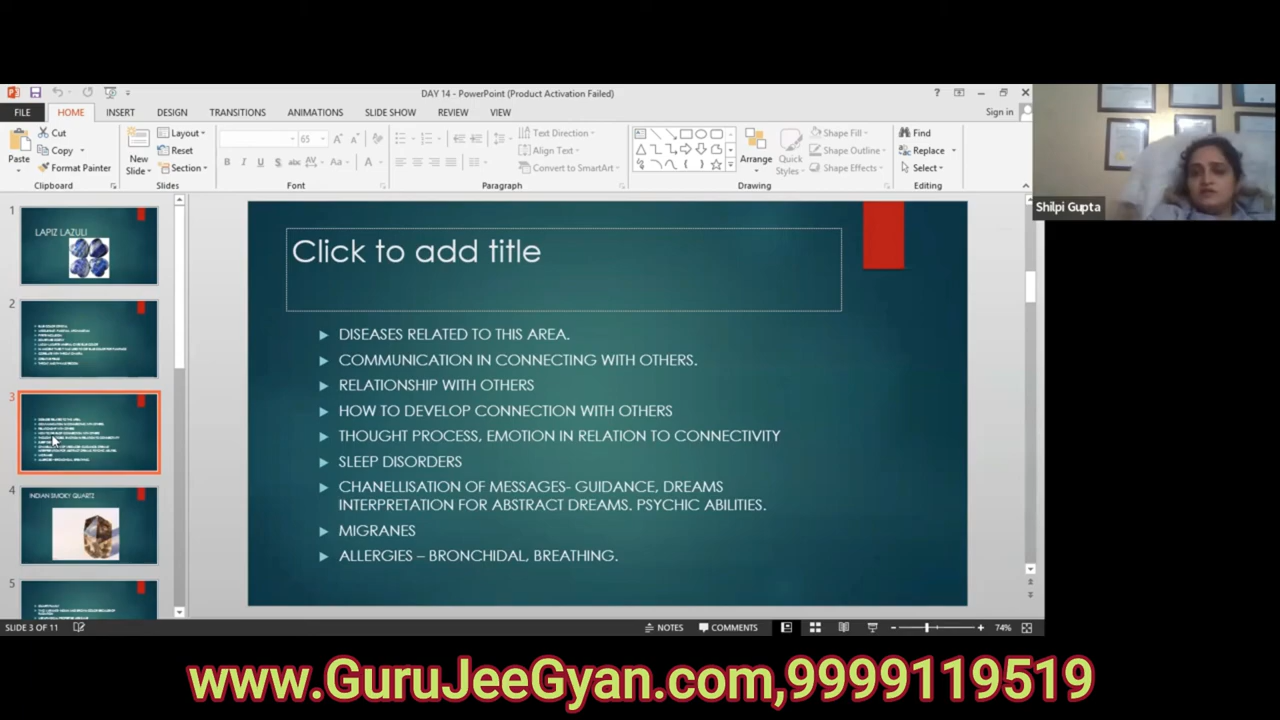 DAY 14 - PowerPoint (Product Activation Failed)
FILE HOME INSERT DESIGN TRANSITIONS ANIMATIONS SLIDE SHOW REVIEW VIEW Sign in
Paste
Cut
Copy
Format Painter
Clipboard
New
Slide
Layout
Reset
Section
Slides
65
Font
Text Direction
Align Text
Convert to SmartArt
Paragraph
Arrange
Quick
Styles
Shape Fill
Shape Outline
Shape Effects
Drawing
Find
Replace
Select
Editing
Shilpi Gupta
1
LAPIZ LAZULI
2
3
4
INDIAN SMOKY QUARTZ
5
Click to add title
DISEASES RELATED TO THIS AREA.
COMMUNICATION IN CONNECTING WITH OTHERS.
RELATIONSHIP WITH OTHERS
HOW TO DEVELOP CONNECTION WITH OTHERS
THOUGHT PROCESS, EMOTION IN RELATION TO CONNECTIVITY
SLEEP DISORDERS
CHANELLISATION OF MESSAGES- GUIDANCE, DREAMS
INTERPRETATION FOR ABSTRACT DREAMS. PSYCHIC ABILITIES.
MIGRANES
ALLERGIES – BRONCHIDAL, BREATHING.
SLIDE 3 OF 11 NOTES COMMENTS 74%
www.GuruJeeGyan.com,9999119519